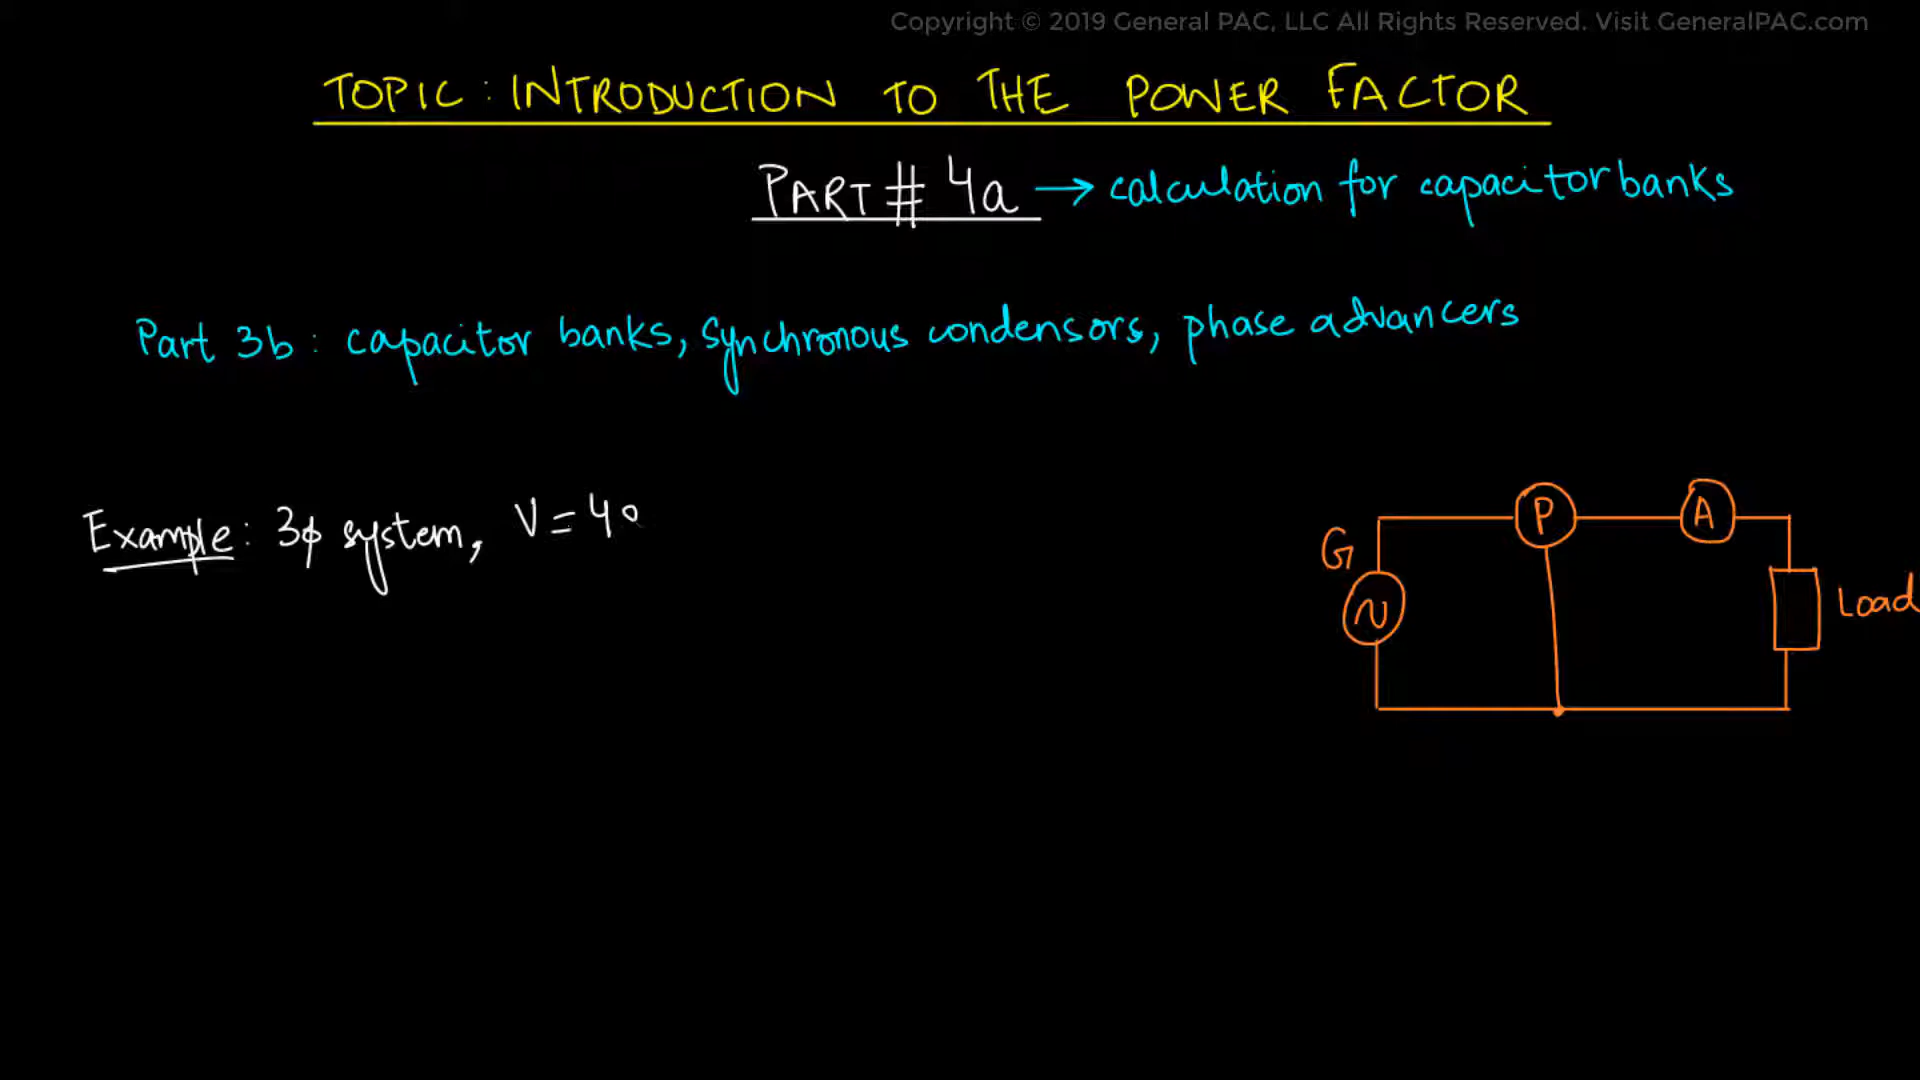 Copyright © 2019 General PAC, LLC All Rights Reserved. Visit GeneralPAC.com
TOPIC: INTRODUCTION TO THE POWER FACTOR
PART # 4a → calculation for capacitor banks
Part 3b: capacitor banks, synchronous condensors, phase advancers
Example: 3ϕ system, V = 40
P A
G
N
Load